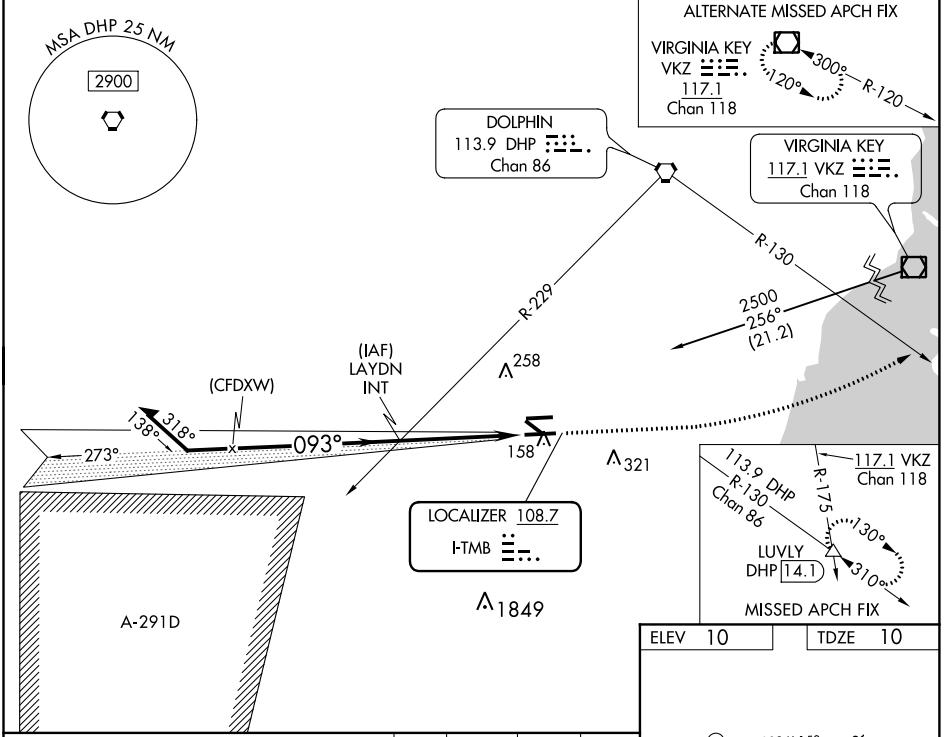 MSA DHP 25 NM
2900
ALTERNATE MISSED APCH FIX
VIRGINIA KEY
VKZ
117.1
Chan 118
300°
120°
R-120
DOLPHIN
113.9 DHP
Chan 86
VIRGINIA KEY
117.1 VKZ
Chan 118
R-130
R-229
2500
256°
(21.2)
(IAF)
LAYDN
INT
(CFDXW)
258
318°
138°
093°
273°
158
321
LOCALIZER 108.7
I-TMB
1849
A-291D
113.9 DHP
R-130
Chan 86
R-175
117.1 VKZ
Chan 118
130°
310°
LUVLY
DHP 14.1
MISSED APCH FIX
ELEV 10
TDZE 10